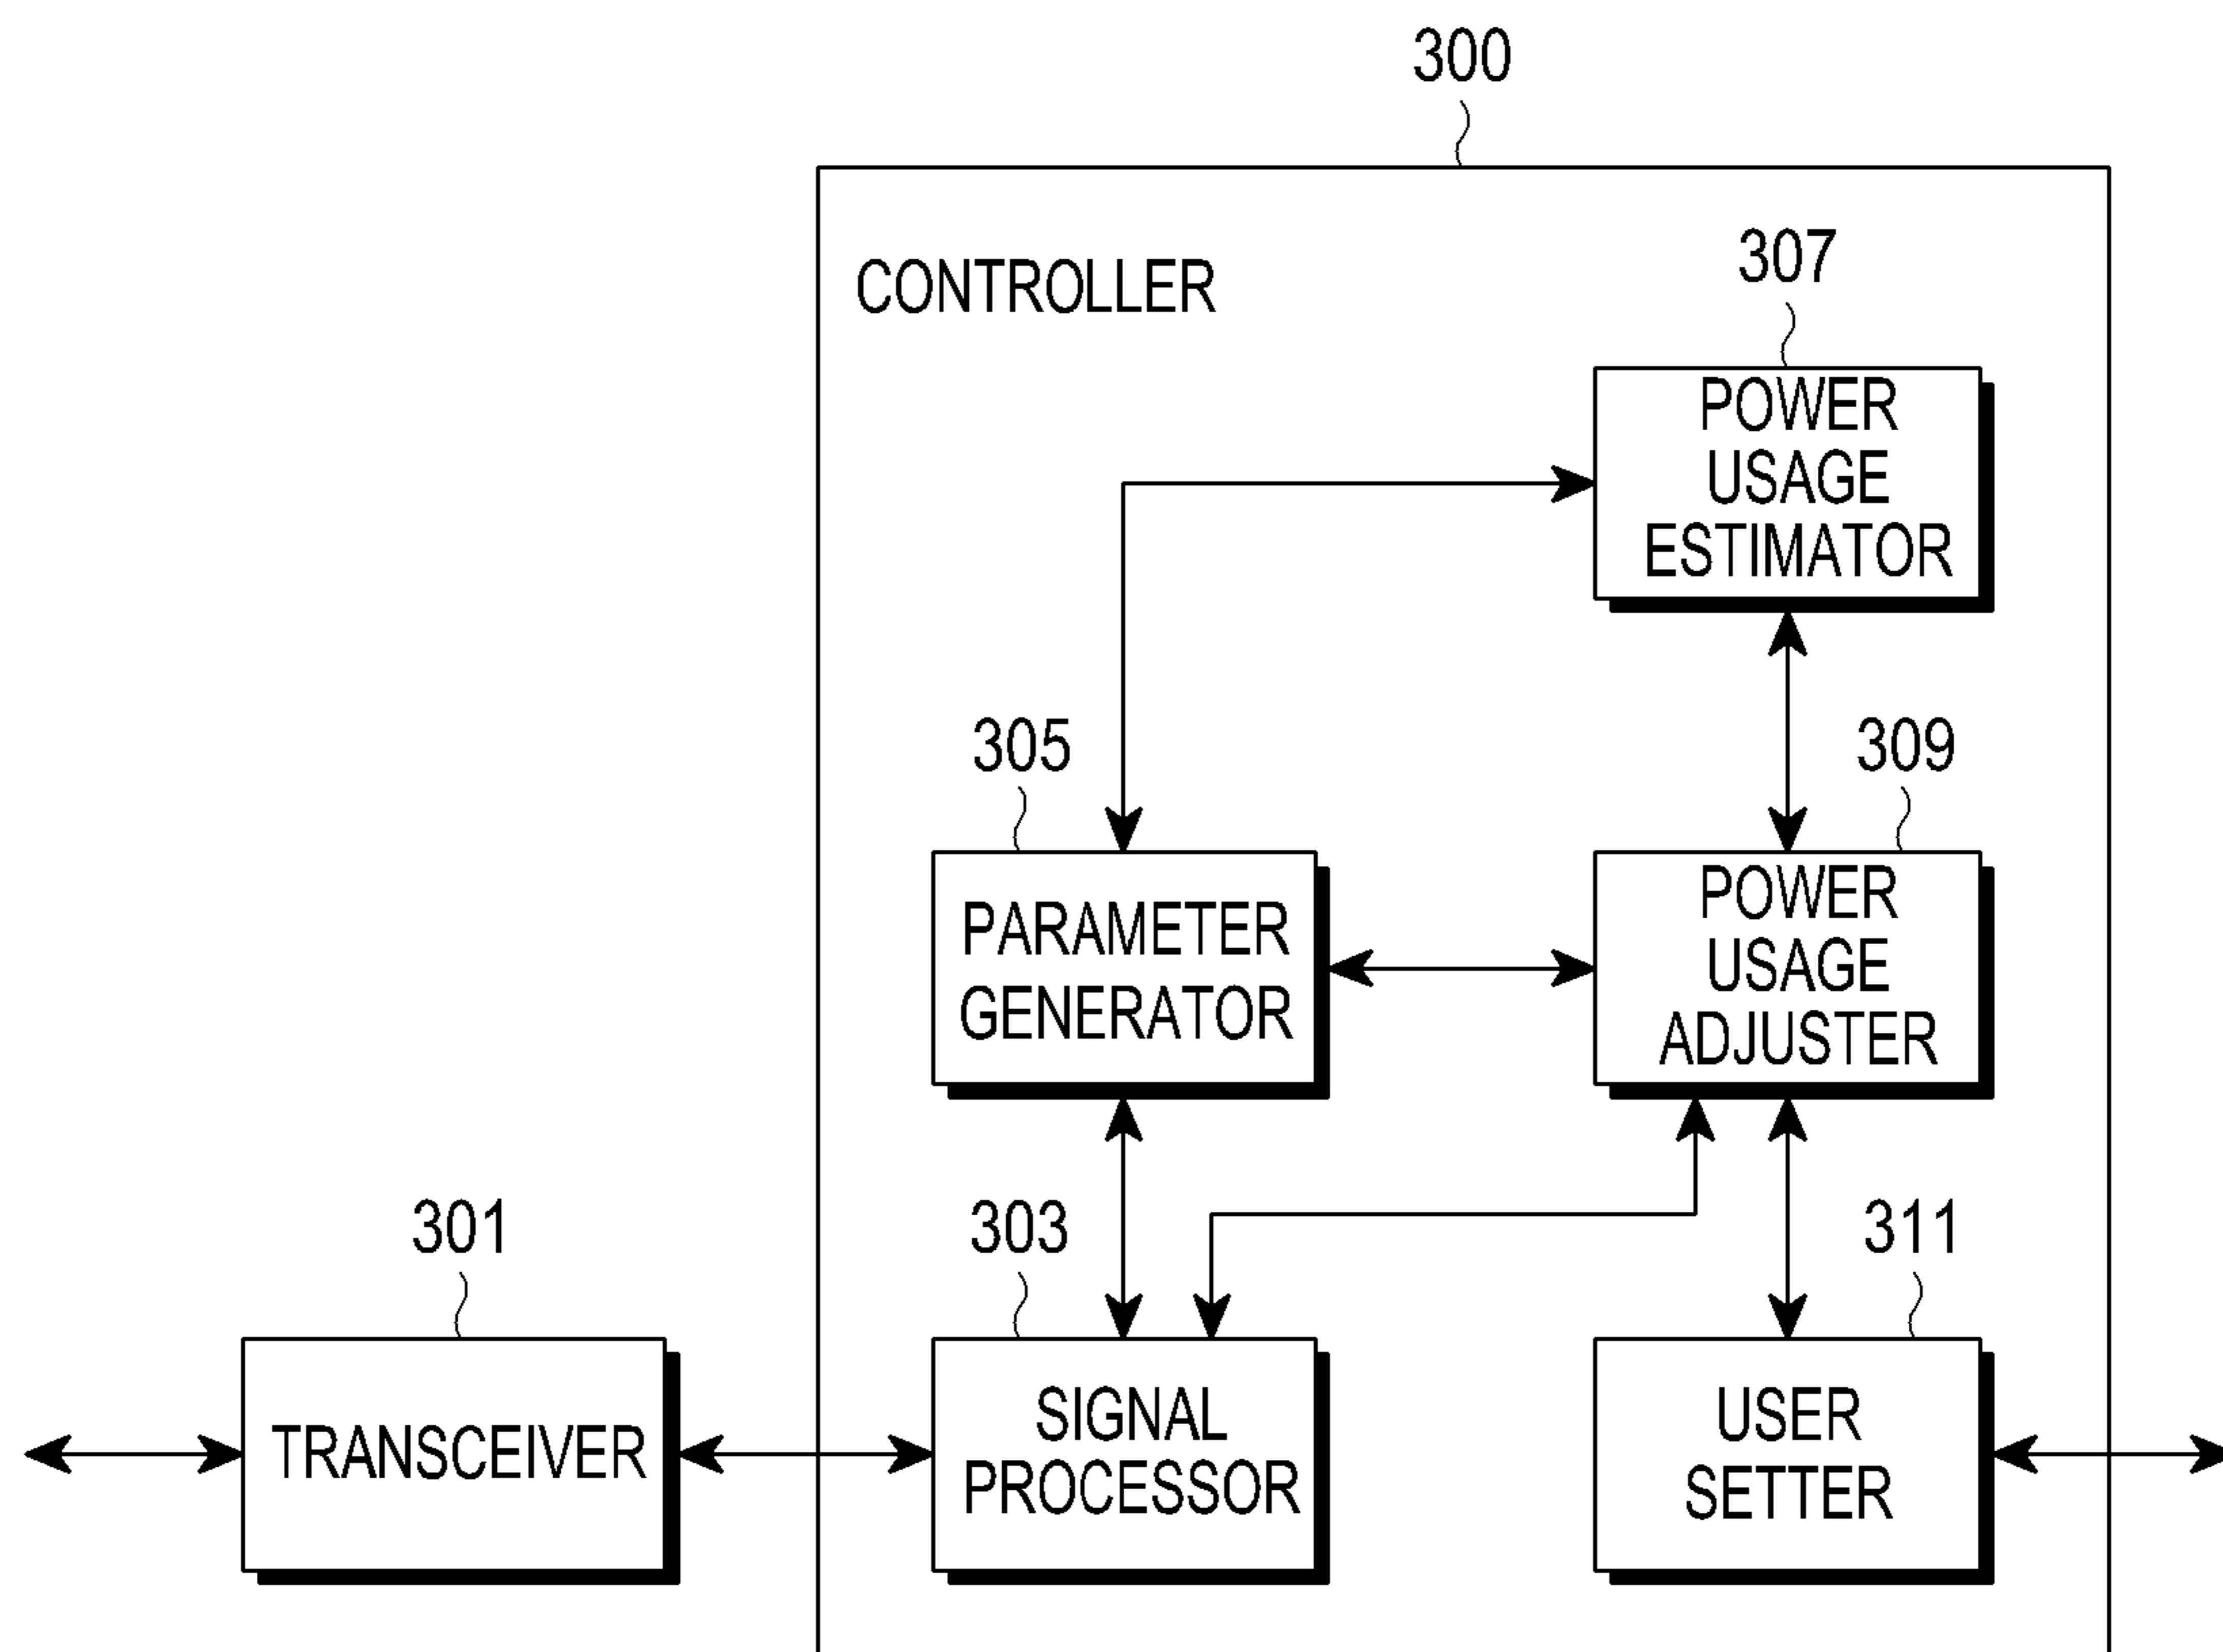 300
CONTROLLER
307
POWER
USAGE
ESTIMATOR
305
309
PARAMETER
GENERATOR
POWER
USAGE
ADJUSTER
301
303
311
TRANSCEIVER
SIGNAL
PROCESSOR
USER
SETTER